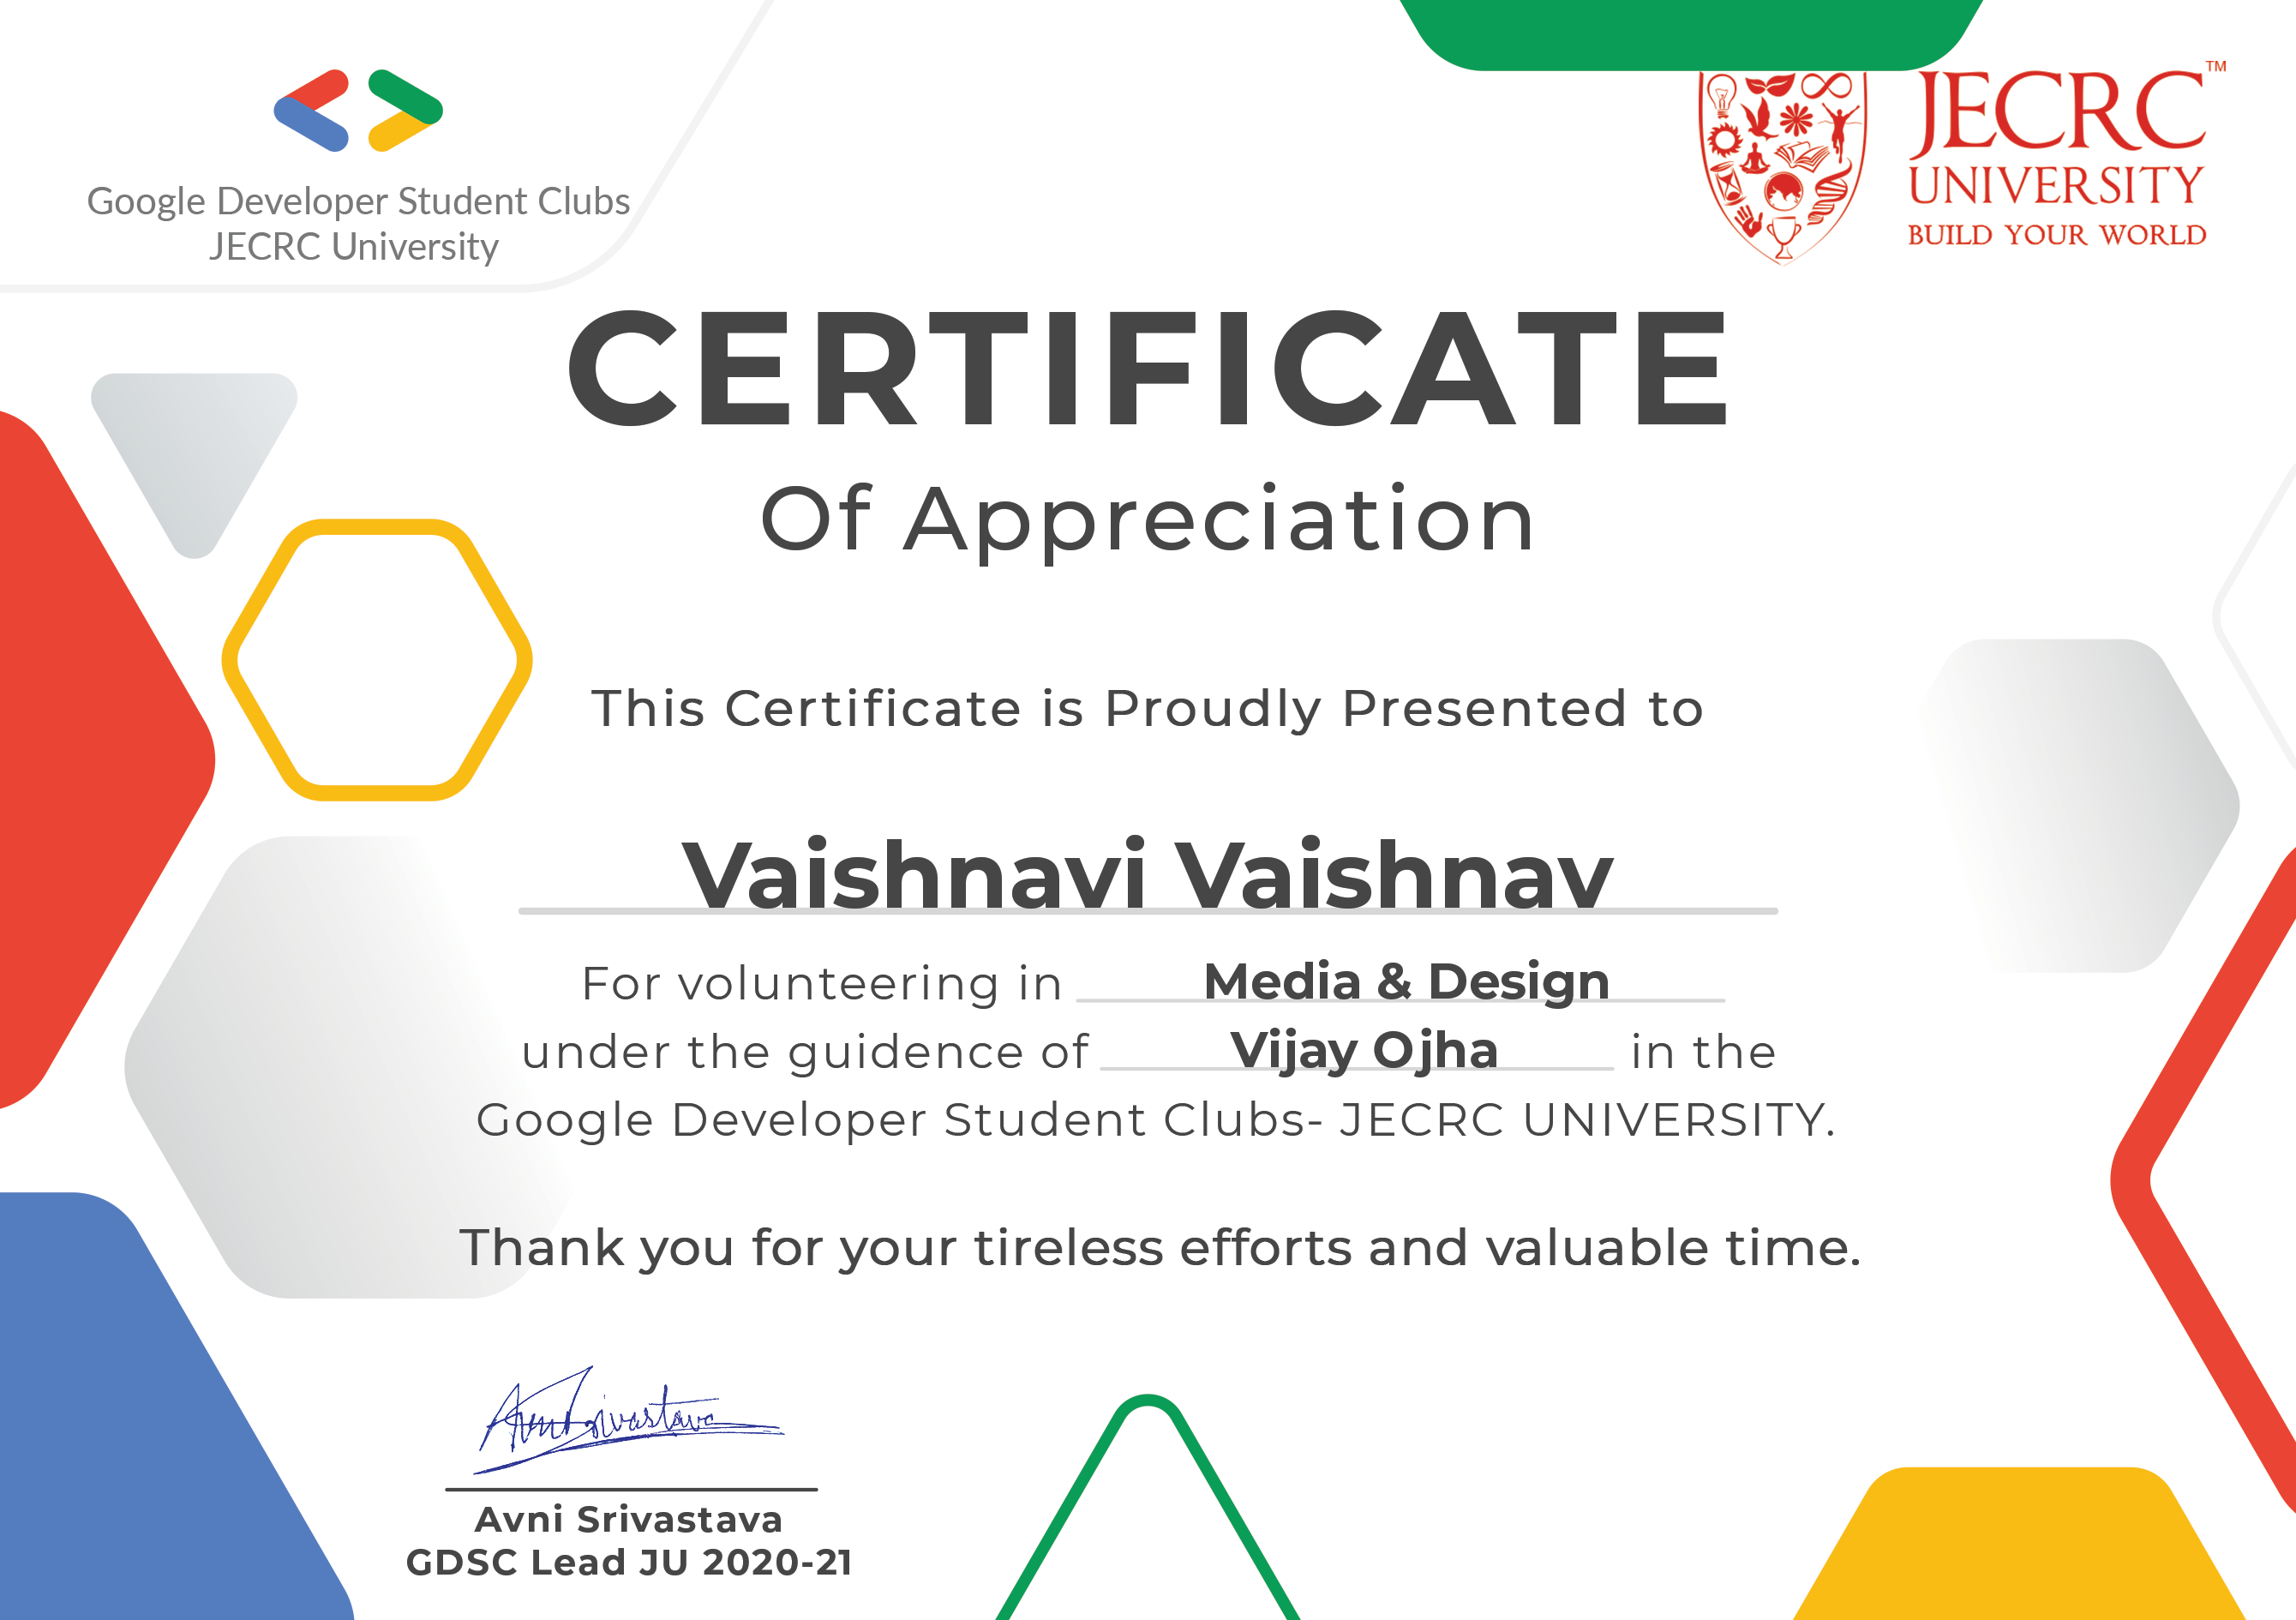 Google Developer Student Clubs
JECRC University
JECRC™
UNIVERSITY
BUILD YOUR WORLD
CERTIFICATE
Of Appreciation
This Certificate is Proudly Presented to
Vaishnavi Vaishnav
For volunteering in Media & Design
under the guidence of Vijay Ojha in the
Google Developer Student Clubs- JECRC UNIVERSITY.
Thank you for your tireless efforts and valuable time.
Avni Srivastava
Avni Srivastava
GDSC Lead JU 2020-21